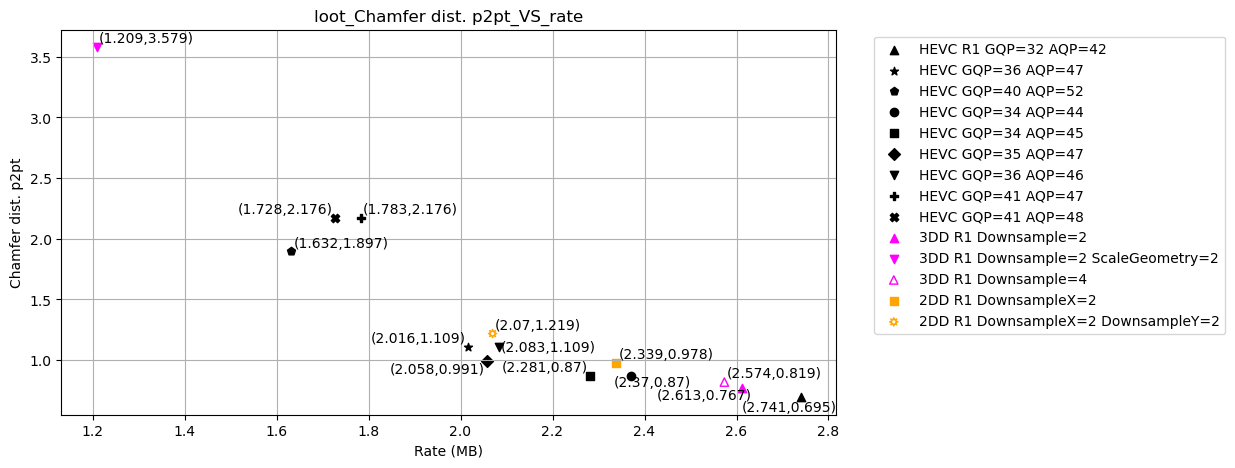 loot_Chamfer dist. p2pt_VS_rate
Chamfer dist. p2pt
3.5
3.0
2.5
2.0
1.5
1.0
(1.209,3.579)
(1.728,2.176)
(1.783,2.176)
(1.632,1.897)
(2.07,1.219)
(2.016,1.109)
(2.083,1.109)
(2.339,0.978)
(2.058,0.991)
(2.281,0.87)
(2.37,0.87)
(2.574,0.819)
(2.613,0.767)
(2.741,0.695)
1.2
1.4
1.6
1.8
2.0
2.2
2.4
2.6
2.8
Rate (MB)
HEVC R1 GQP=32 AQP=42
HEVC GQP=36 AQP=47
HEVC GQP=40 AQP=52
HEVC GQP=34 AQP=44
HEVC GQP=34 AQP=45
HEVC GQP=35 AQP=47
HEVC GQP=36 AQP=46
HEVC GQP=41 AQP=47
HEVC GQP=41 AQP=48
3DD R1 Downsample=2
3DD R1 Downsample=2 ScaleGeometry=2
3DD R1 Downsample=4
2DD R1 DownsampleX=2
2DD R1 DownsampleX=2 DownsampleY=2